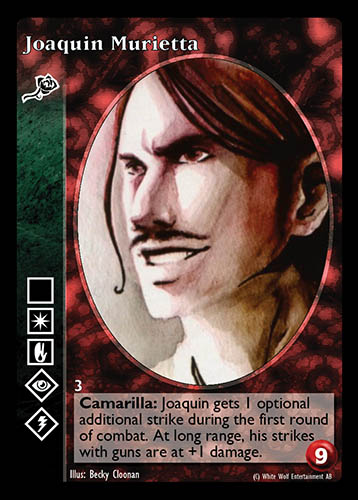 Joaquin Murietta
3
Camarilla: Joaquin gets 1 optional
additional strike during the first round
of combat. At long range, his strikes
with guns are at +1 damage.
9
Illus: Becky Cloonan
(C) White Wolf Entertainment AB